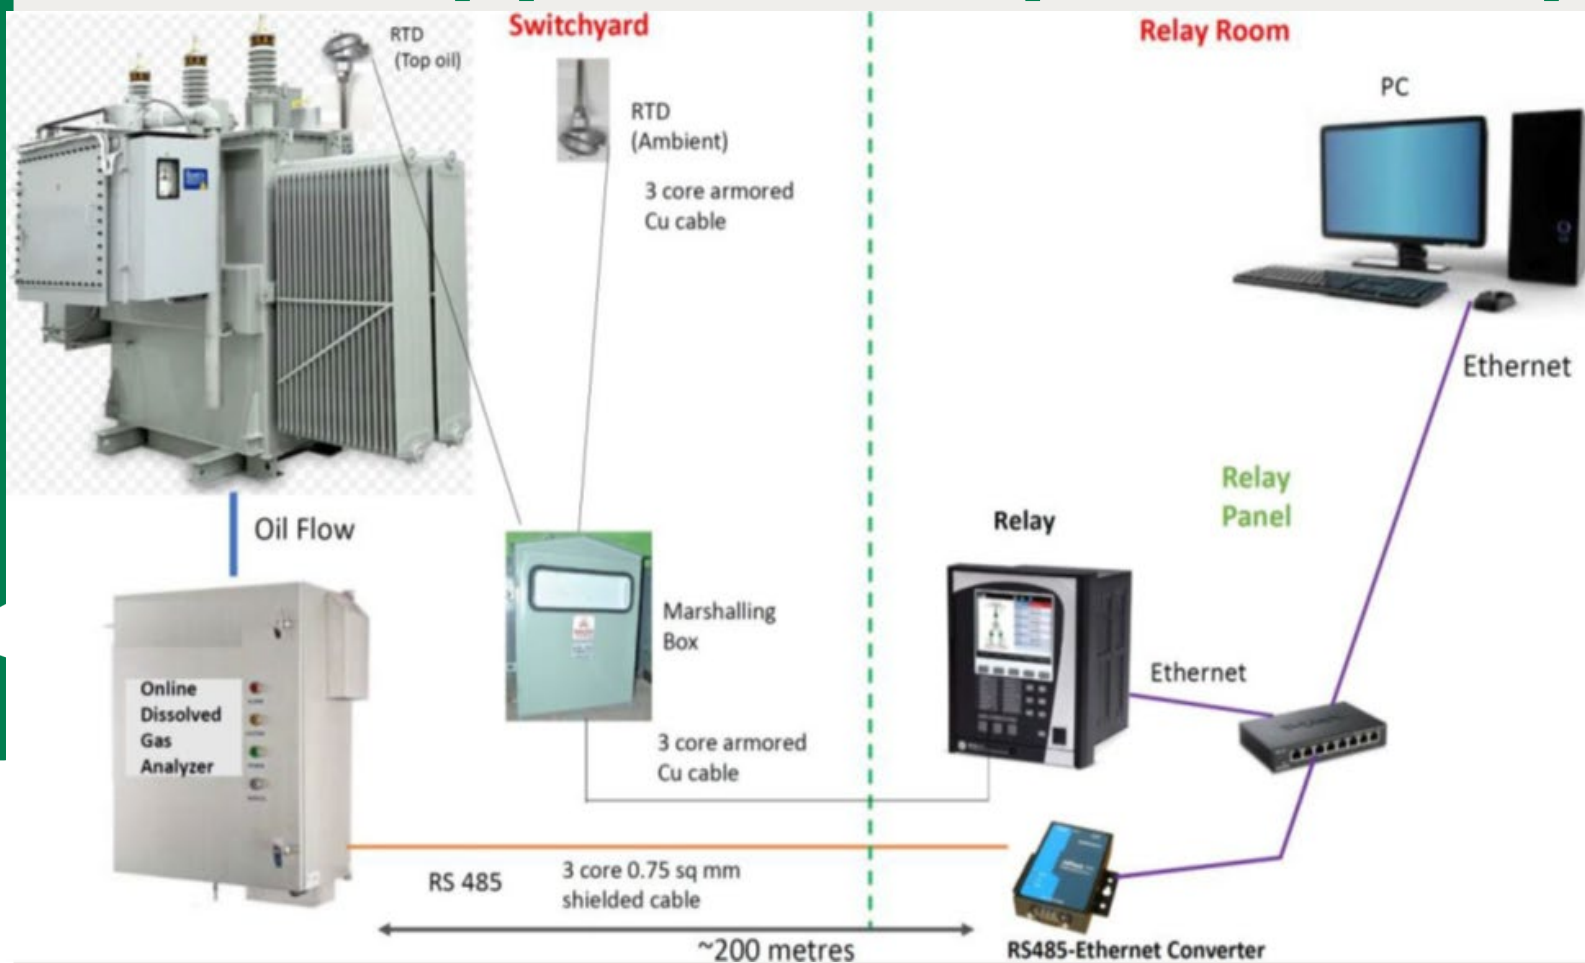 Switchyard
Relay Room
RTD
(Top oil)
RTD
(Ambient)
3 core armored
Cu cable
PC
Ethernet
Relay
Panel
Relay
Oil Flow
Marshalling
Box
Ethernet
Online
Dissolved
Gas
Analyzer
3 core armored
Cu cable
RS 485
3 core 0.75 sq mm
shielded cable
~200 metres
RS485-Ethernet Converter